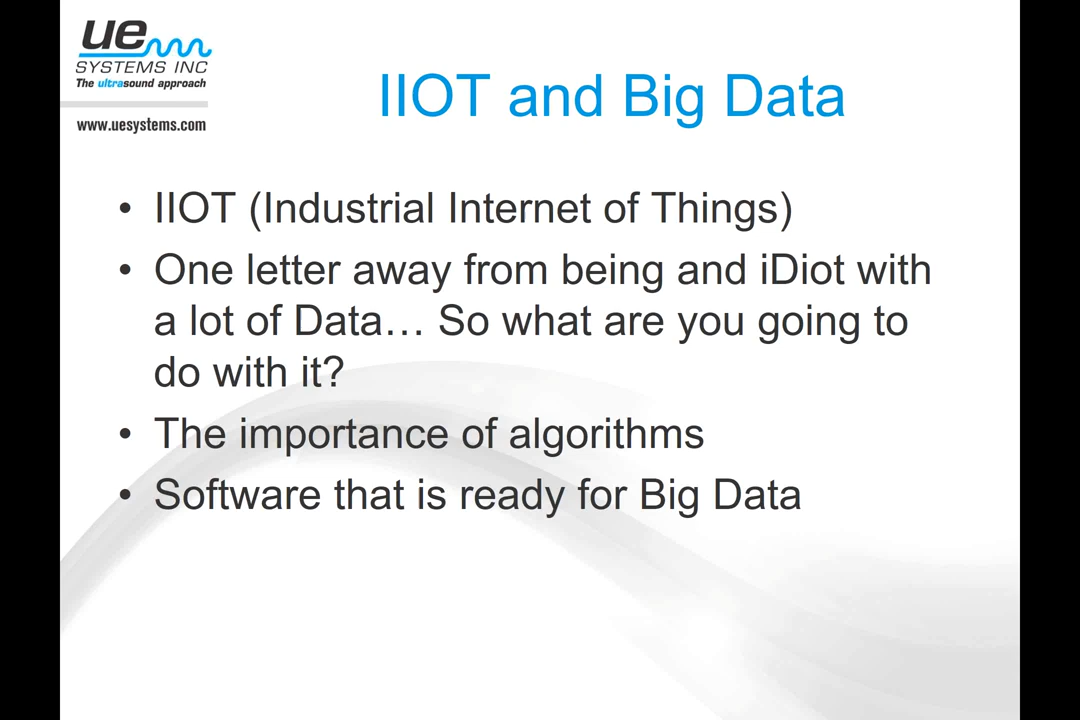 ue
SYSTEMS INC
The ultrasound approach
www.uesystems.com
IIOT and Big Data
• IIOT (Industrial Internet of Things)
• One letter away from being and iDiot with
a lot of Data… So what are you going to
do with it?
• The importance of algorithms
• Software that is ready for Big Data